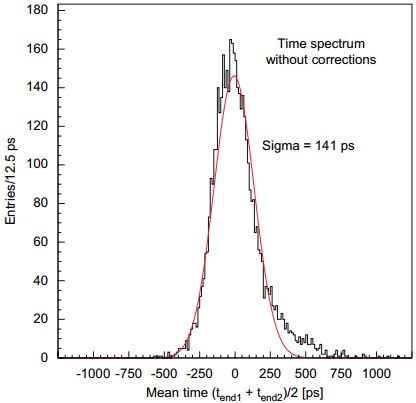 180
160
140
120
100
80
60
40
20
0
Entries/12.5 ps
Time spectrum
without corrections
Sigma = 141 ps
-1000 -750 -500 -250 0 250 500 750 1000
Mean time (tend1 + tend2)/2 [ps]